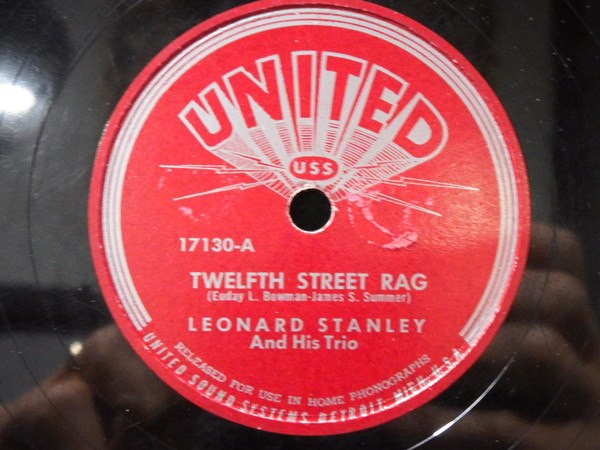 UNITED
USS
17130-A
TWELFTH STREET RAG
(Euday L. Bowman-James S. Summer)
LEONARD STANLEY
And His Trio
RELEASED FOR USE IN HOME PHONOGRAPHS
UNITED SOUND SYSTEMS, DETROIT, MICH. U.S.A.